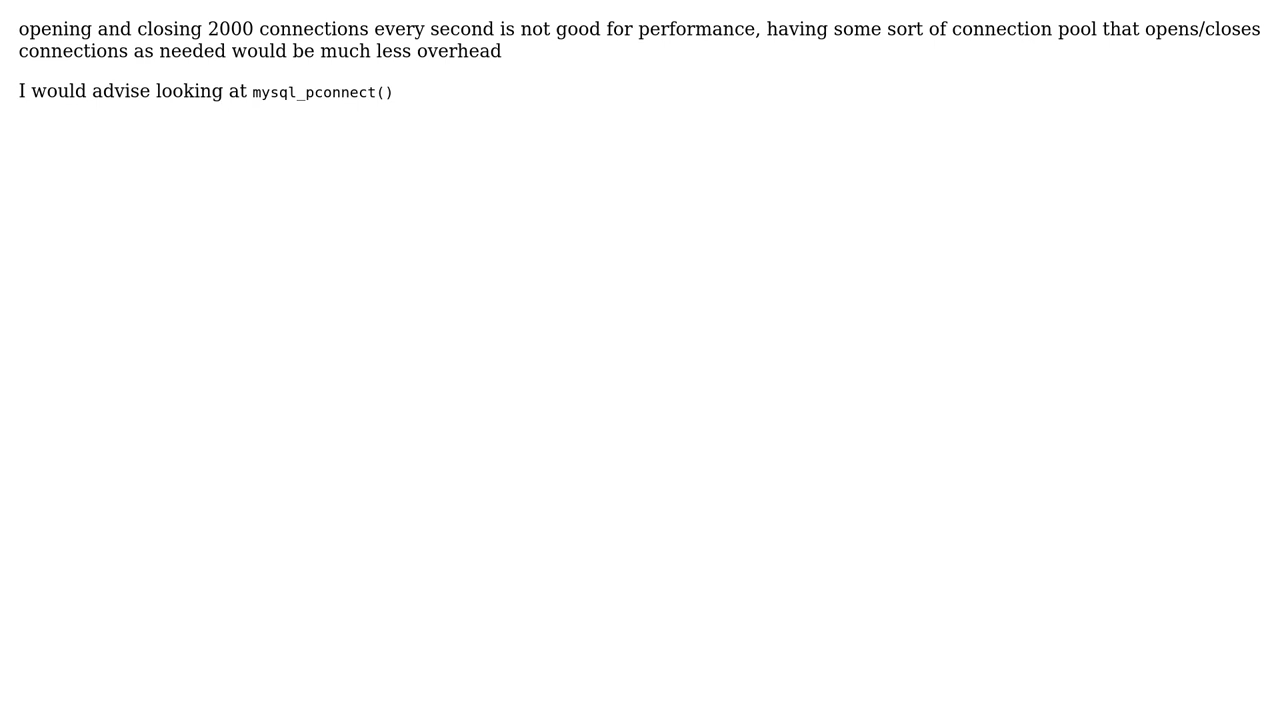 opening and closing 2000 connections every second is not good for performance, having some sort of connection pool that opens/closes
connections as needed would be much less overhead
I would advise looking at mysql_pconnect()